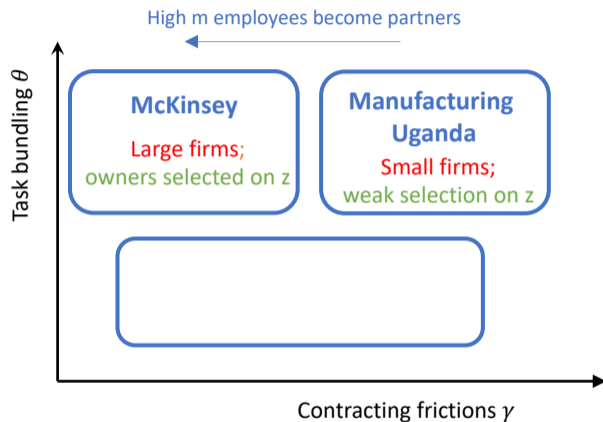 High m employees become partners
Task bundling θ
McKinsey
Large firms;
owners selected on z
Manufacturing
Uganda
Small firms;
weak selection on z
Contracting frictions γ